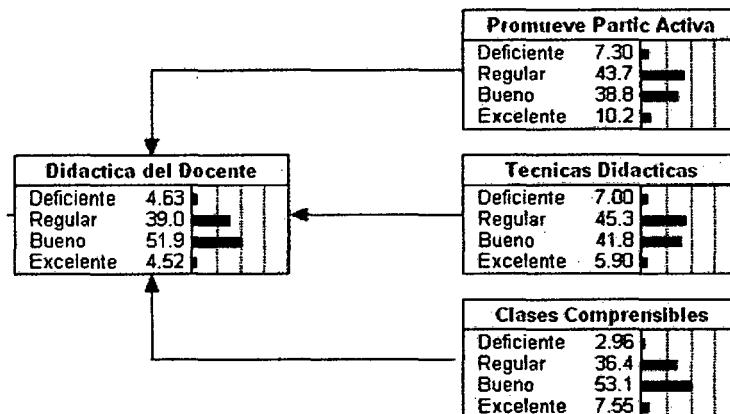 Promueve Partic Activa
Deficiente 7.30
Regular 43.7
Bueno 38.8
Excelente 10.2
Didactica del Docente
Deficiente 4.63
Regular 39.0
Bueno 51.9
Excelente 4.52
Tecnicas Didacticas
Deficiente 7.00
Regular 45.3
Bueno 41.8
Excelente 5.90
Clases Comprensibles
Deficiente 2.96
Regular 36.4
Bueno 53.1
Excelente 7.55